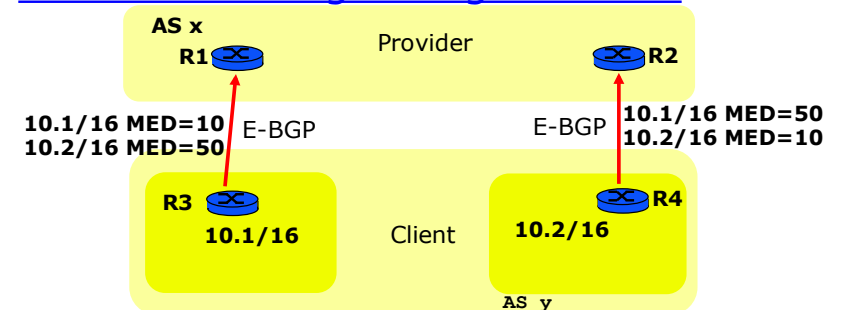 AS x
Provider
R1
R2
10.1/16 MED=10
10.2/16 MED=50
E-BGP
E-BGP
10.1/16 MED=50
10.2/16 MED=10
R3
R4
10.1/16
Client
10.2/16
AS y